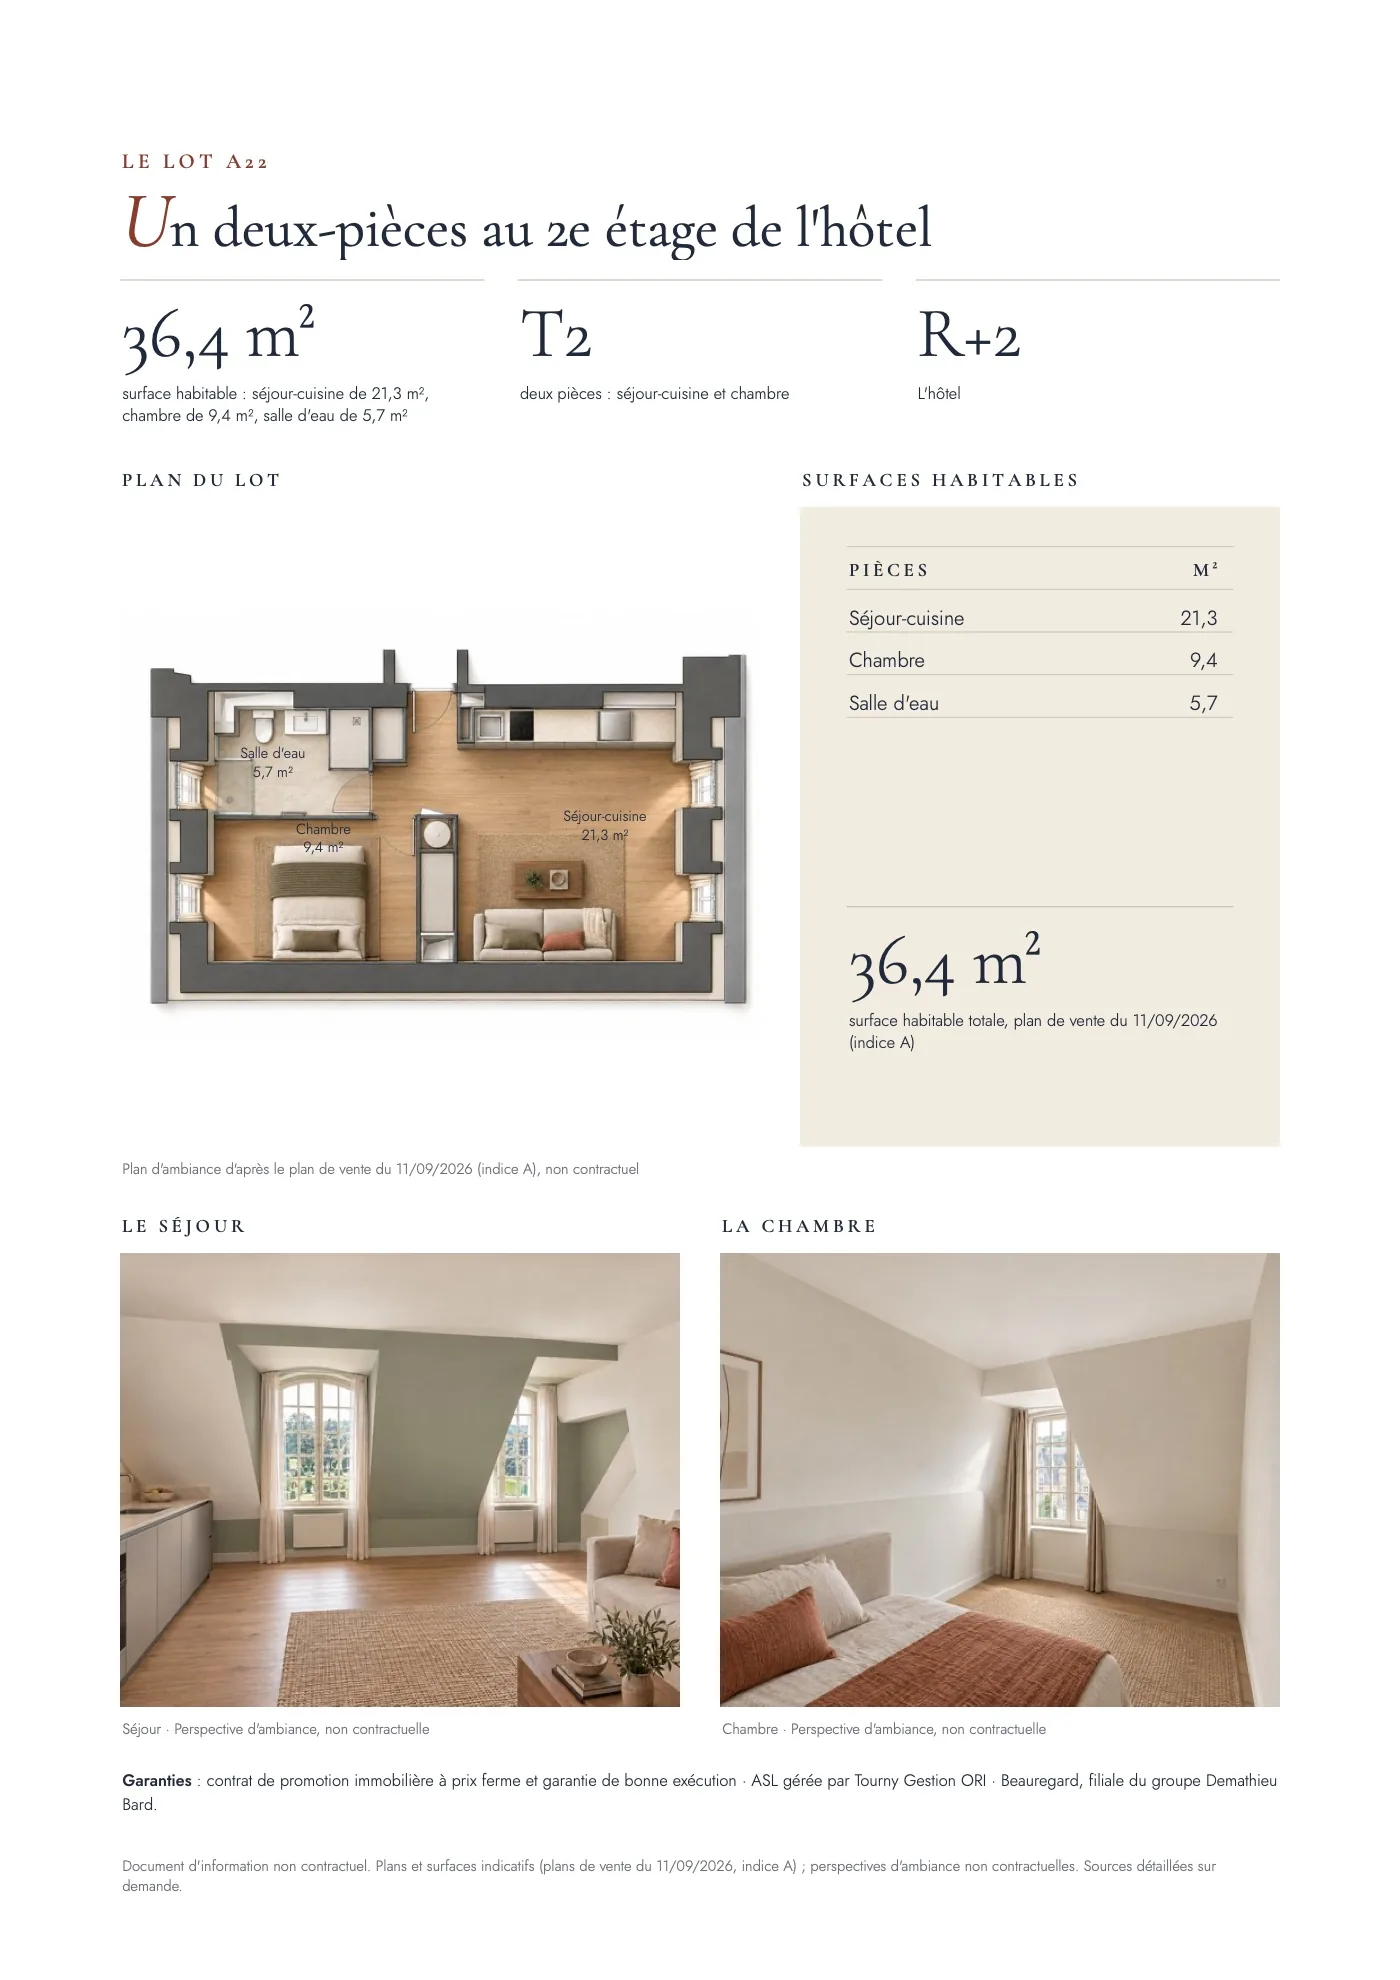 LE LOT A22
Un deux-pièces au 2e étage de l'hôtel
36,4 m²
surface habitable : séjour-cuisine de 21,3 m²,
chambre de 9,4 m², salle d'eau de 5,7 m²
T2
deux pièces : séjour-cuisine et chambre
R+2
L'hôtel
PLAN DU LOT
Salle d'eau
5,7 m²
Chambre
9,4 m²
Séjour-cuisine
21,3 m²
Plan d'ambiance d'après le plan de vente du 11/09/2026 (indice A), non contractuel
SURFACES HABITABLES
PIÈCES M²
Séjour-cuisine 21,3
Chambre 9,4
Salle d'eau 5,7
36,4 m²
surface habitable totale, plan de vente du 11/09/2026
(indice A)
LE SÉJOUR
Séjour · Perspective d'ambiance, non contractuelle
LA CHAMBRE
Chambre · Perspective d'ambiance, non contractuelle
Garanties : contrat de promotion immobilière à prix ferme et garantie de bonne exécution · ASL gérée par Tourny Gestion ORI · Beauregard, filiale du groupe Demathieu
Bard.
Document d'information non contractuel. Plans et surfaces indicatifs (plans de vente du 11/09/2026, indice A) ; perspectives d'ambiance non contractuelles. Sources détaillées sur
demande.